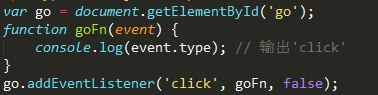 var go = document.getElementById('go');
function goFn(event) {
    console.log(event.type); // 输出'click'
}
go.addEventListener('click', goFn, false);